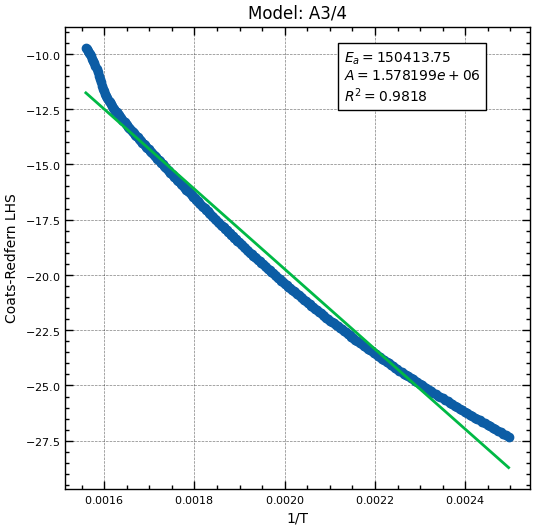 Model: A3/4
−10.0
−12.5
−15.0
−17.5
−20.0
−22.5
−25.0
−27.5
Coats-Redfern LHS
E_a = 150413.75
A = 1.578199e + 06
R² = 0.9818
0.0016 0.0018 0.0020 0.0022 0.0024
1/T